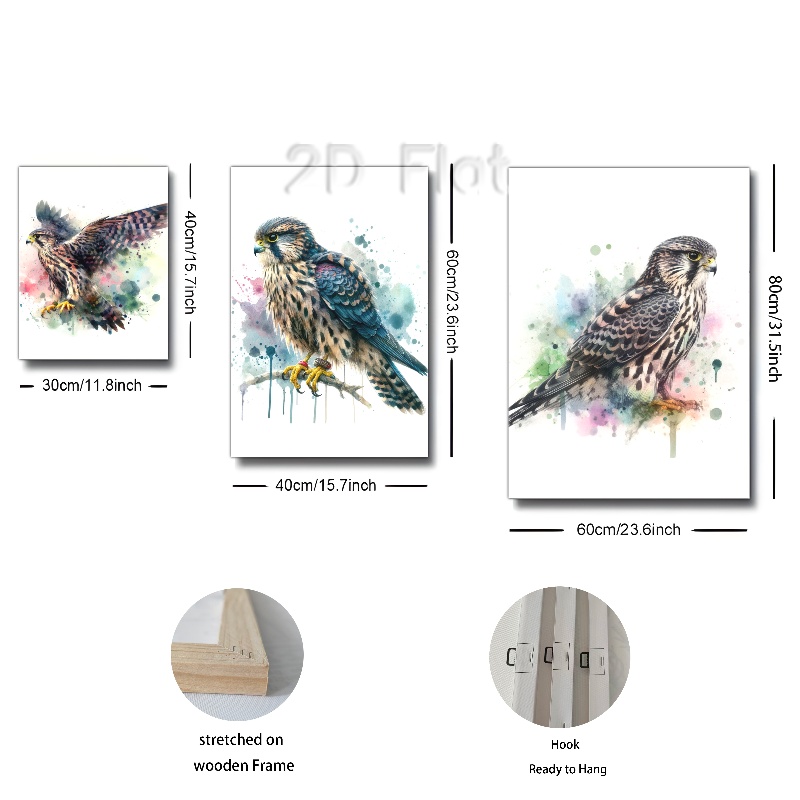 2D Flat
40cm/15.7inch
30cm/11.8inch
60cm/23.6inch
40cm/15.7inch
80cm/31.5inch
60cm/23.6inch
stretched on
wooden Frame
Hook
Ready to Hang